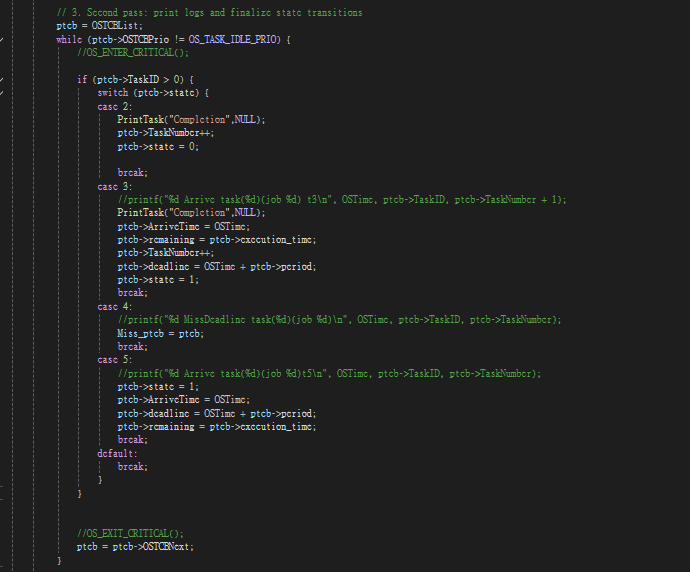 // 3. Second pass: print logs and finalize state transitions
ptcb = OSTCBList;
while (ptcb->OSTCBPrio != OS_TASK_IDLE_PRIO) {
//OS_ENTER_CRITICAL();
if (ptcb->TaskID > 0) {
switch (ptcb->state) {
case 2:
PrintTask("Completion",NULL);
ptcb->TaskNumber++;
ptcb->state = 0;
break;
case 3:
//printf("%d Arrive task(%d)(job %d) t3\n", OSTime, ptcb->TaskID, ptcb->TaskNumber + 1);
PrintTask("Completion",NULL);
ptcb->ArriveTime = OSTime;
ptcb->remaining = ptcb->execution_time;
ptcb->TaskNumber++;
ptcb->deadline = OSTime + ptcb->period;
ptcb->state = 1;
break;
case 4:
//printf("%d MissDeadline task(%d)(job %d)\n", OSTime, ptcb->TaskID, ptcb->TaskNumber);
Miss_ptcb = ptcb;
break;
case 5:
//printf("%d Arrive task(%d)(job %d)t5\n", OSTime, ptcb->TaskID, ptcb->TaskNumber);
ptcb->state = 1;
ptcb->ArriveTime = OSTime;
ptcb->deadline = OSTime + ptcb->period;
ptcb->remaining = ptcb->execution_time;
break;
default:
break;
}
}
//OS_EXIT_CRITICAL();
ptcb = ptcb->OSTCBNext;
}